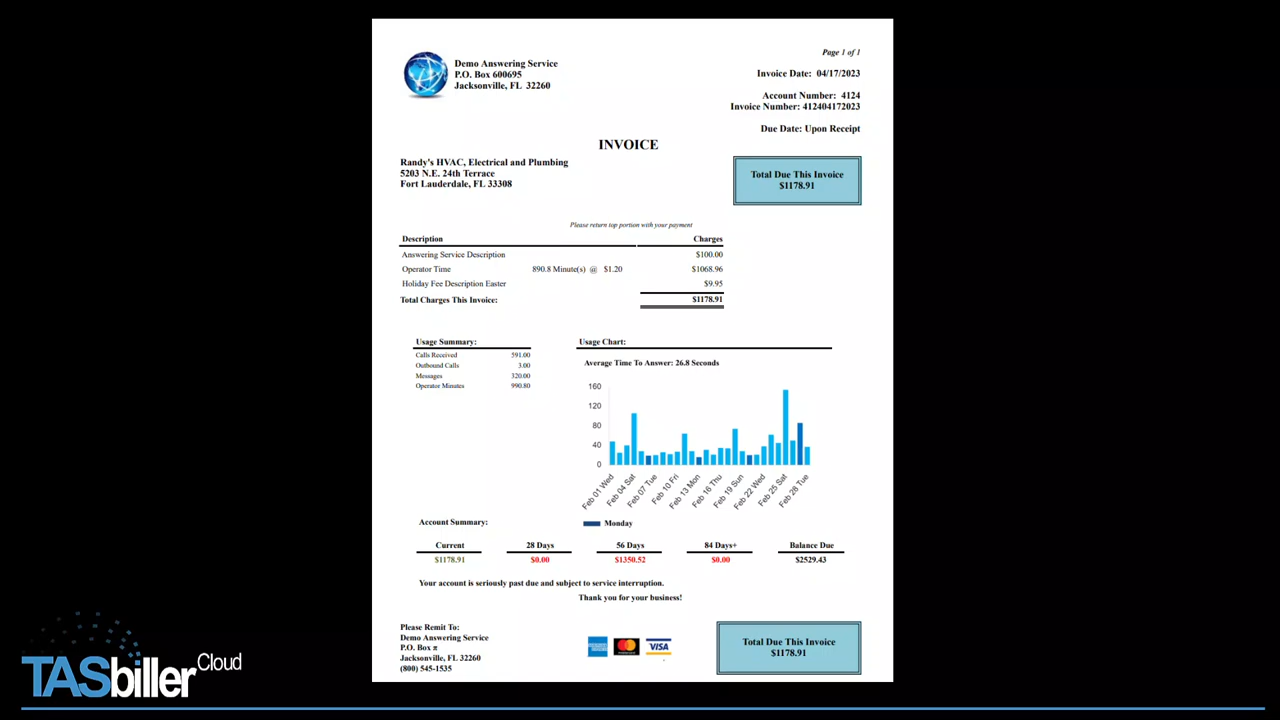 Page 1 of 1
Demo Answering Service
P.O. Box 600695
Jacksonville, FL 32260
Invoice Date: 04/17/2023
Account Number: 4124
Invoice Number: 412404172023
Due Date: Upon Receipt
INVOICE
Randy's HVAC, Electrical and Plumbing
5203 N.E. 24th Terrace
Fort Lauderdale, FL 33308
Total Due This Invoice
$1178.91
Please return top portion with your payment
Description Charges
Answering Service Description $100.00
Operator Time 890.8 Minute(s) @ $1.20 $1068.96
Holiday Fee Description Easter $9.95
Total Charges This Invoice: $1178.91
Usage Summary:
Calls Received 591.00
Outbound Calls 3.00
Messages 320.00
Operator Minutes 990.80
Usage Chart:
Average Time To Answer: 26.8 Seconds
160
120
80
40
0
Feb 01 Wed
Feb 04 Sat
Feb 07 Tue
Feb 10 Fri
Feb 13 Mon
Feb 16 Thu
Feb 19 Sun
Feb 22 Wed
Feb 25 Sat
Feb 28 Tue
Monday
Account Summary:
Current 28 Days 56 Days 84 Days+ Balance Due
$1178.91 $0.00 $1350.52 $0.00 $2529.43
Your account is seriously past due and subject to service interruption.
Thank you for your business!
Please Remit To:
Demo Answering Service
P.O. Box π
Jacksonville, FL 32260
(800) 545-1535
VISA
Total Due This Invoice
$1178.91
TASbiller Cloud